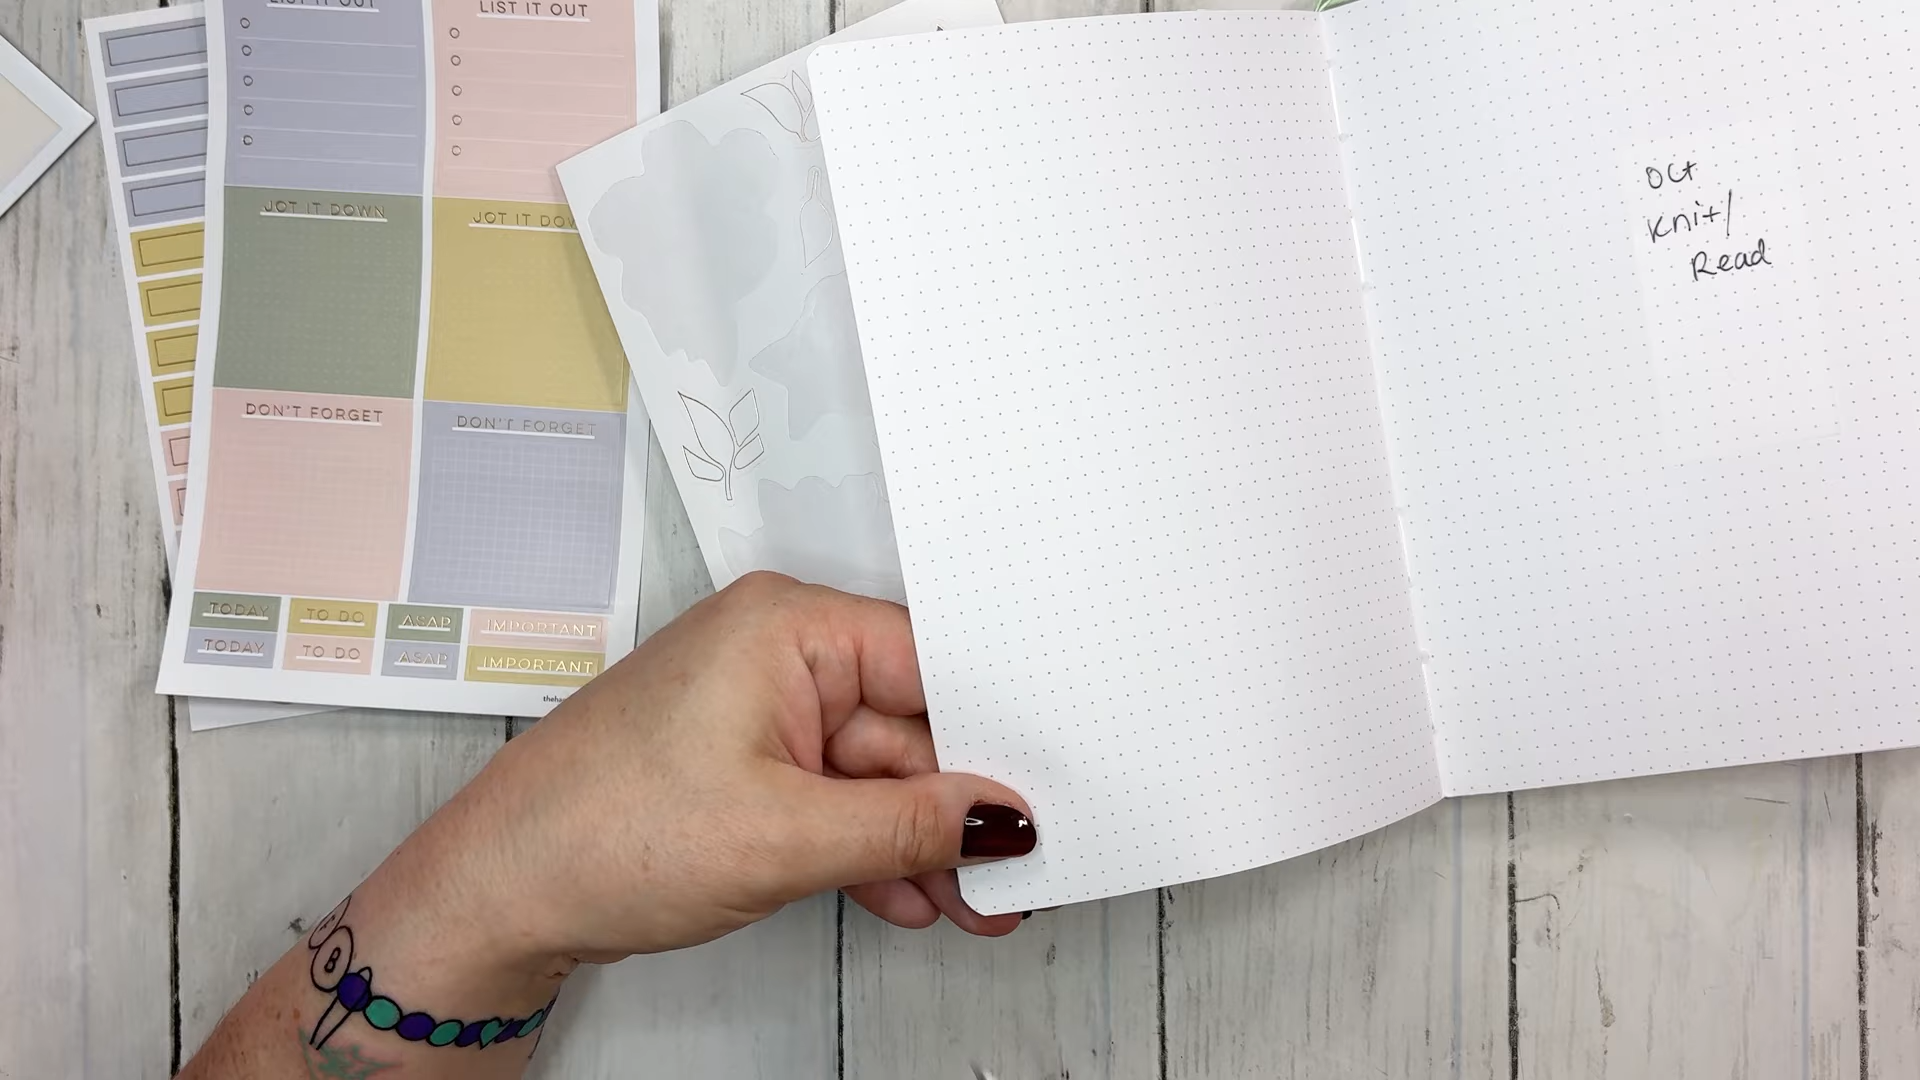 LIST IT OUT
LIST IT OUT
JOT IT DOWN
JOT IT
DON'T FORGET
DON'T FORGET
TODAY
TO DO
ASAP
IMPORTANT
TODAY
TO DO
ASAP
IMPORTANT
Oct
Knit/
Read
B